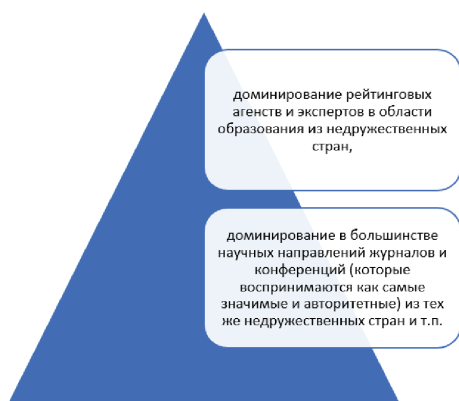 доминирование рейтинговых
агенств и экспертов в области
образования из недружественных
стран,
доминирование в большинстве
научных направлений журналов и
конференций (которые
воспринимаются как самые
значимые и авторитетные) из тех
же недружественных стран и т.п.